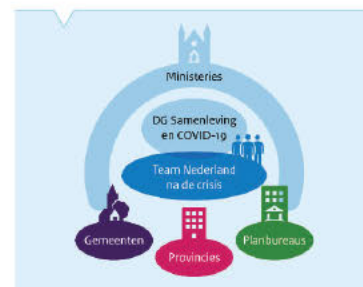 Ministeries
DG Samenleving
en COVID-19
Team Nederland
na de crisis
Gemeenten
Provincies
Planbureaus